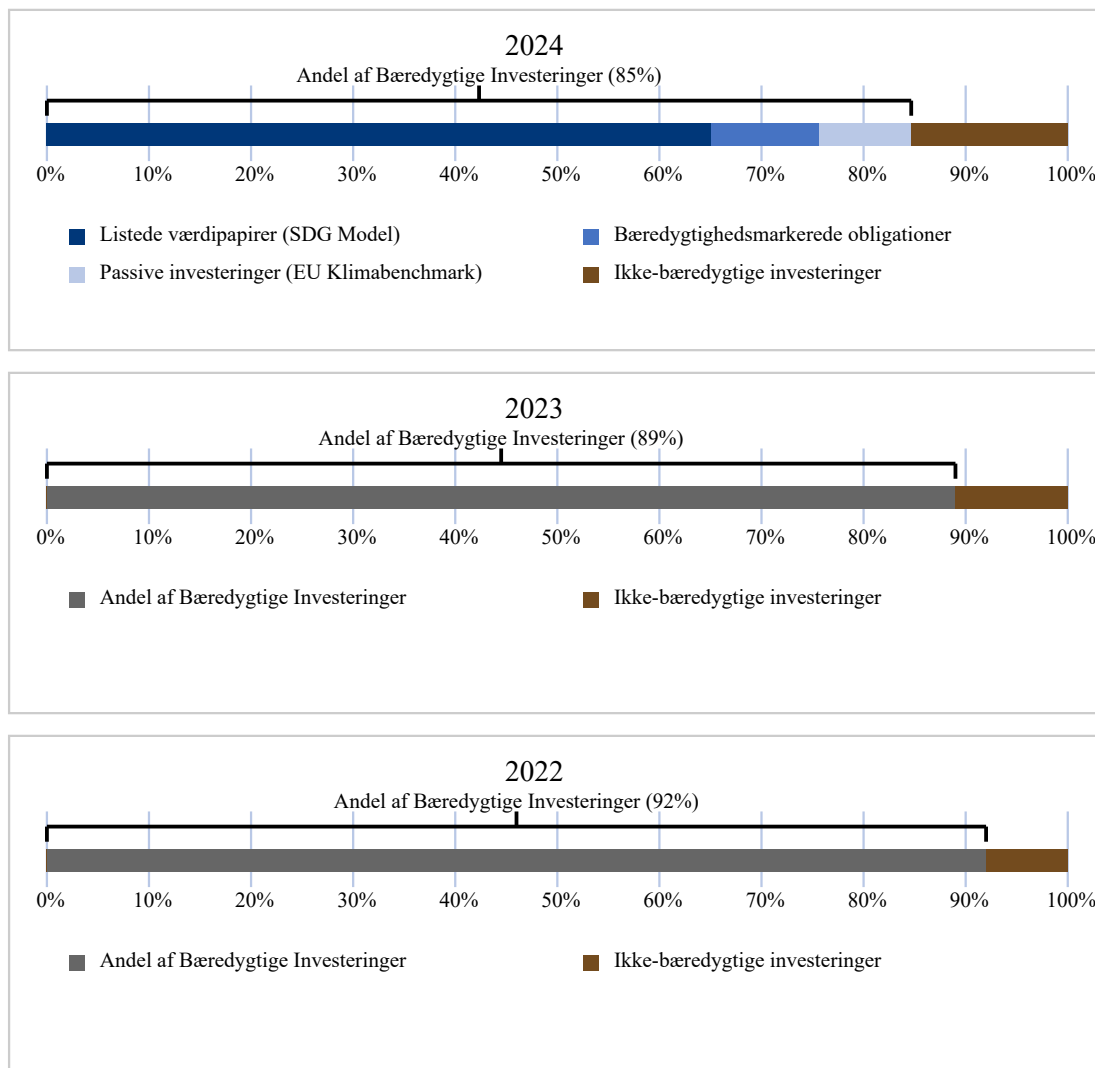 2024
Andel af Bæredygtige Investeringer (85%)
0% 10% 20% 30% 40% 50% 60% 70% 80% 90% 100%
Listede værdipapirer (SDG Model) Bæredygtighedsmarkerede obligationer
Passive investeringer (EU Klimabenchmark) Ikke-bæredygtige investeringer
2023
Andel af Bæredygtige Investeringer (89%)
0% 10% 20% 30% 40% 50% 60% 70% 80% 90% 100%
Andel af Bæredygtige Investeringer Ikke-bæredygtige investeringer
2022
Andel af Bæredygtige Investeringer (92%)
0% 10% 20% 30% 40% 50% 60% 70% 80% 90% 100%
Andel af Bæredygtige Investeringer Ikke-bæredygtige investeringer